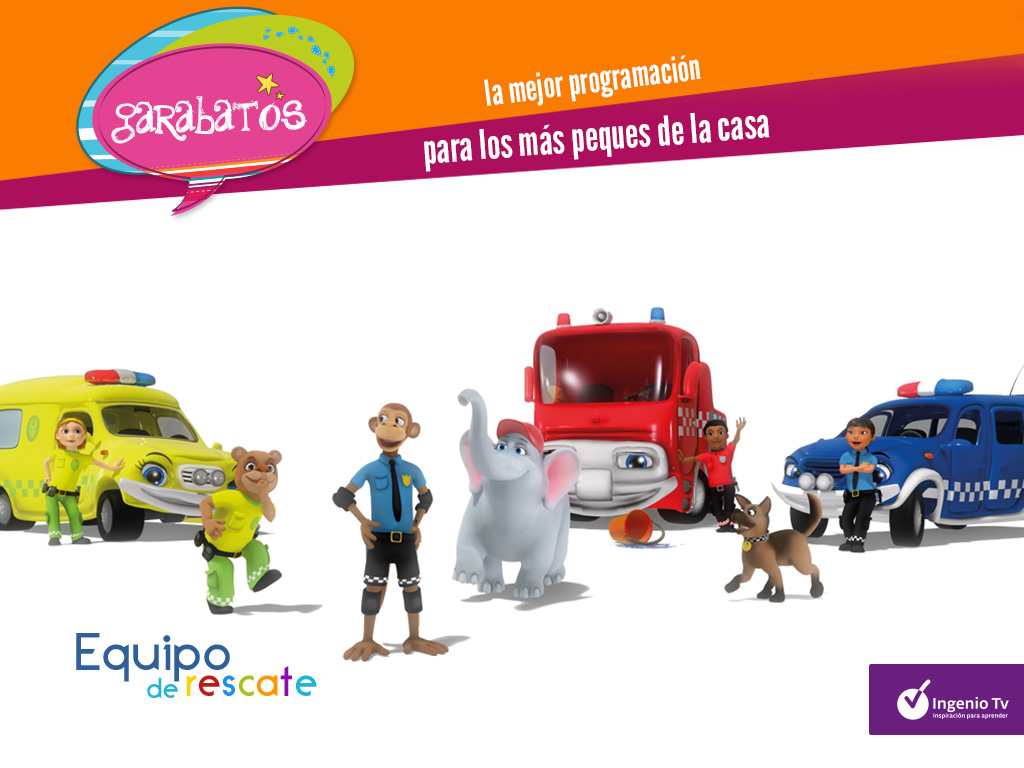 garabatos
la mejor programación
para los más peques de la casa
Equipo
de rescate
Ingenio Tv
Inspiración para aprender